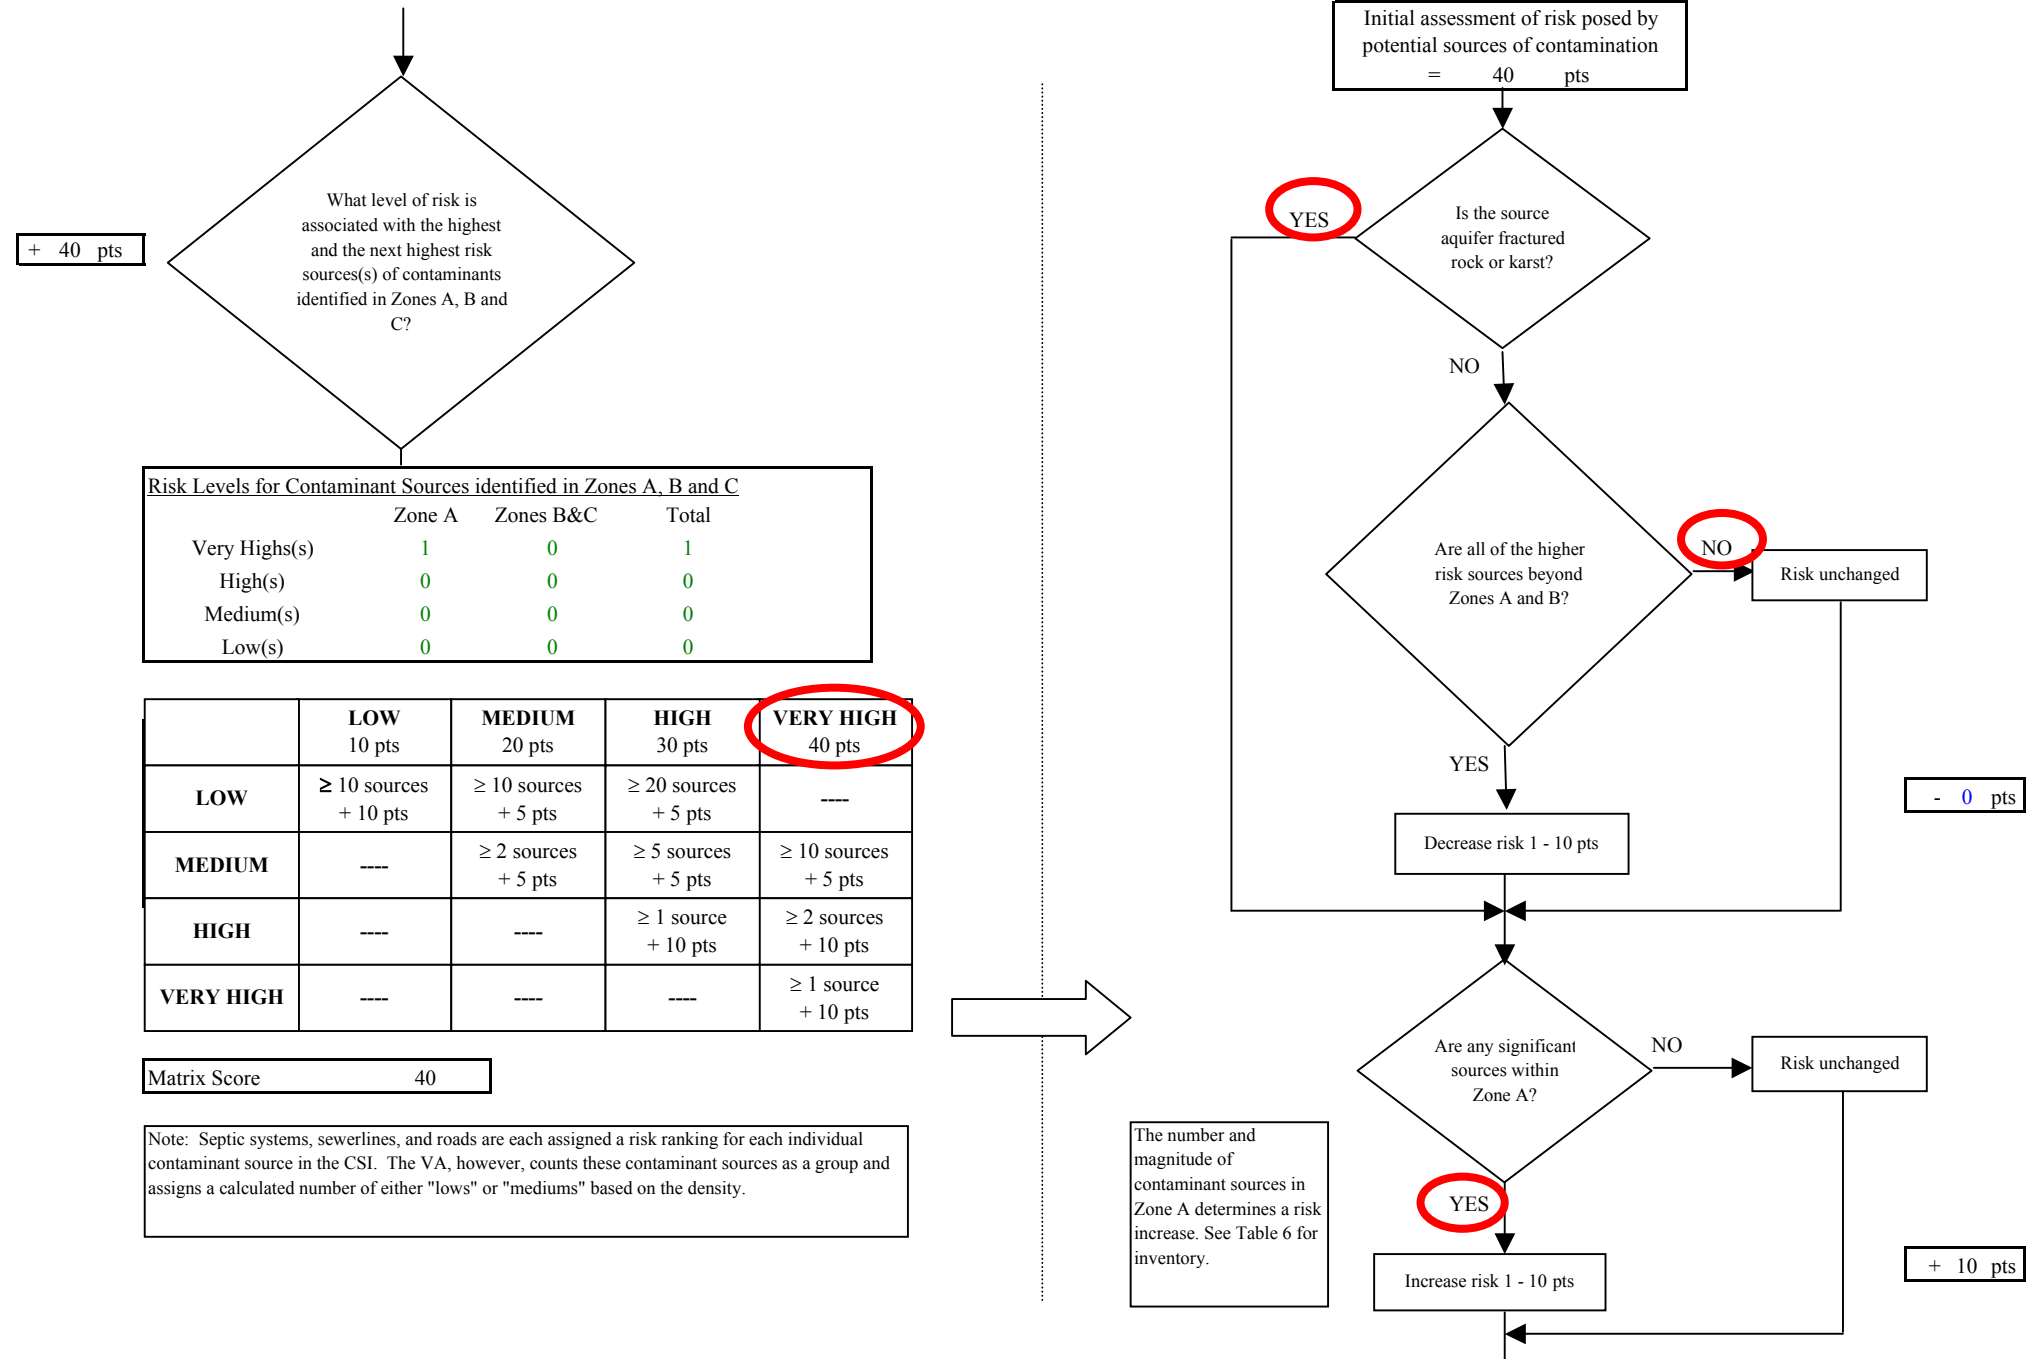 + 40 pts
What level of risk is
associated with the highest
and the next highest risk
sources(s) of contaminants
identified in Zones A, B and
C?
Risk Levels for Contaminant Sources identified in Zones A, B and C
Zone A Zones B&C Total
Very Highs(s) 1 0 1
High(s) 0 0 0
Medium(s) 0 0 0
Low(s) 0 0 0
LOW MEDIUM HIGH VERY HIGH
10 pts 20 pts 30 pts 40 pts
LOW ≥ 10 sources ≥ 10 sources ≥ 20 sources ----
+ 10 pts + 5 pts + 5 pts
MEDIUM ---- ≥ 2 sources ≥ 5 sources ≥ 10 sources
+ 5 pts + 5 pts + 5 pts
HIGH ---- ---- ≥ 1 source ≥ 2 sources
+ 10 pts + 10 pts
VERY HIGH ---- ---- ---- ≥ 1 source
+ 10 pts
Matrix Score 40
Note: Septic systems, sewerlines, and roads are each assigned a risk ranking for each individual
contaminant source in the CSI. The VA, however, counts these contaminant sources as a group and
assigns a calculated number of either "lows" or "mediums" based on the density.
Initial assessment of risk posed by
potential sources of contamination
= 40 pts
YES
Is the source
aquifer fractured
rock or karst?
NO
Are all of the higher
risk sources beyond
Zones A and B?
NO
Risk unchanged
YES
- 0 pts
Decrease risk 1 - 10 pts
Are any significant
sources within
Zone A?
NO
Risk unchanged
The number and
magnitude of
contaminant sources in
Zone A determines a risk
increase. See Table 6 for
inventory.
YES
Increase risk 1 - 10 pts
+ 10 pts